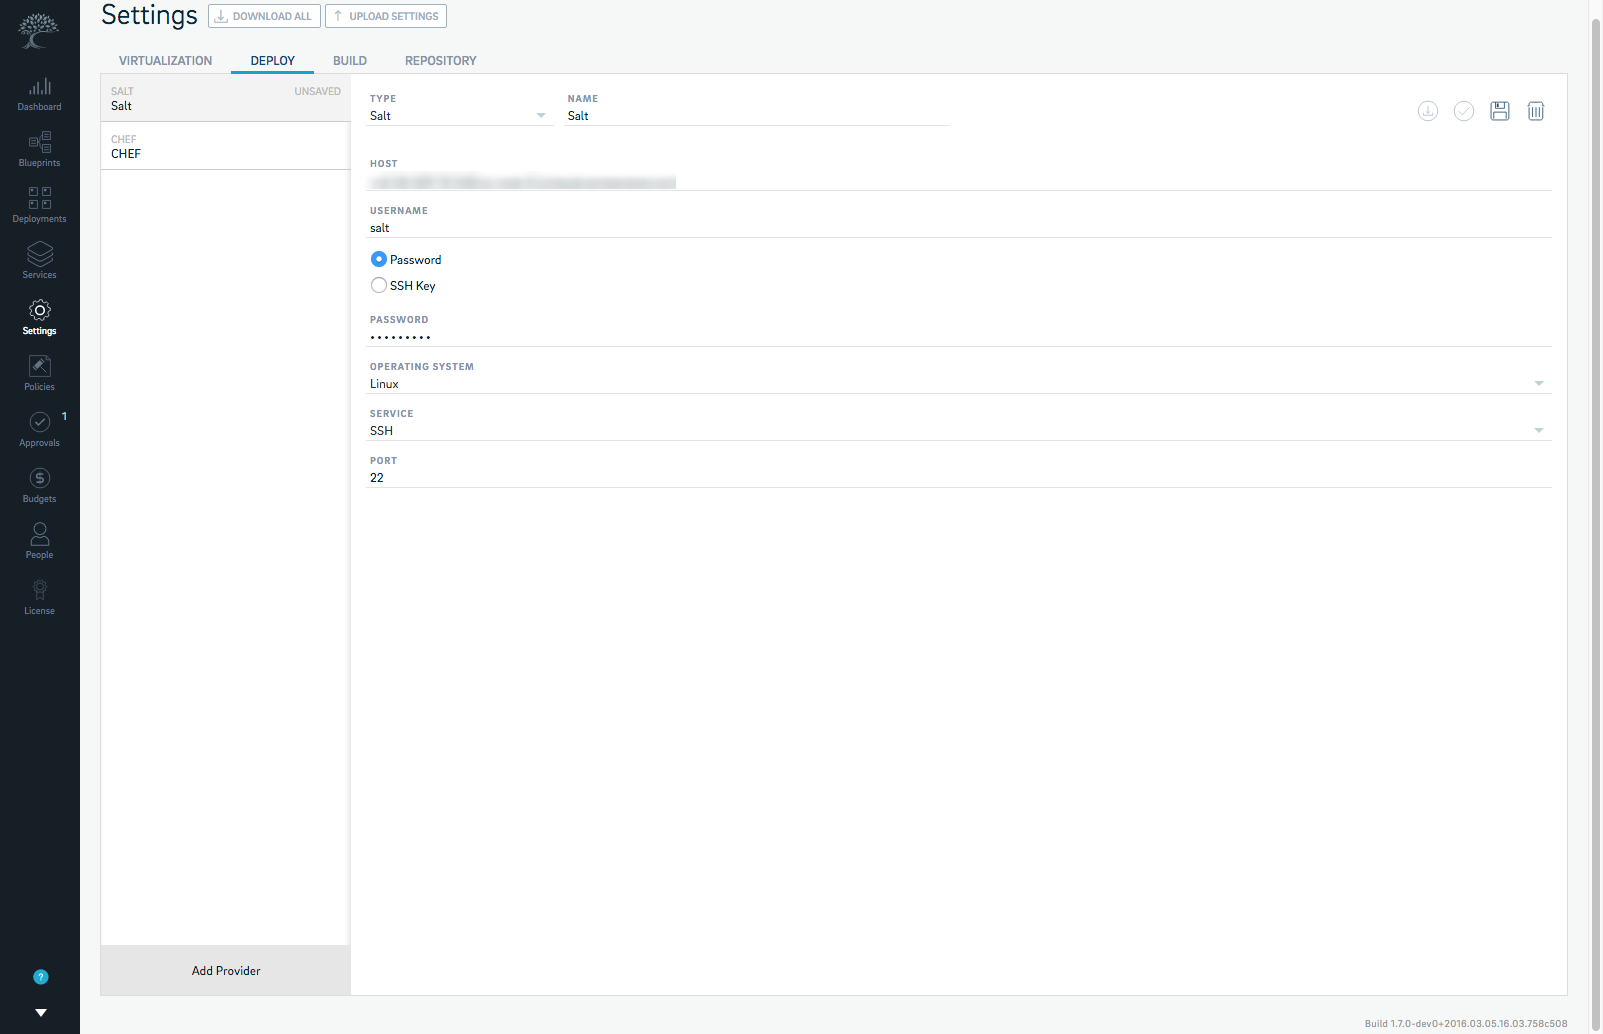 Settings
DOWNLOAD ALL
UPLOAD SETTINGS
VIRTUALIZATION
DEPLOY
BUILD
REPOSITORY
Dashboard
Blueprints
Deployments
Services
Settings
Policies
1
Approvals
$
Budgets
People
License
?
SALT
UNSAVED
Salt
CHEF
CHEF
Add Provider
TYPE
Salt
NAME
Salt
HOST
USERNAME
salt
Password
SSH Key
PASSWORD
•••••••••
OPERATING SYSTEM
Linux
SERVICE
SSH
PORT
22
Build 1.7.0-dev0+2016.03.05.16.03.758c508